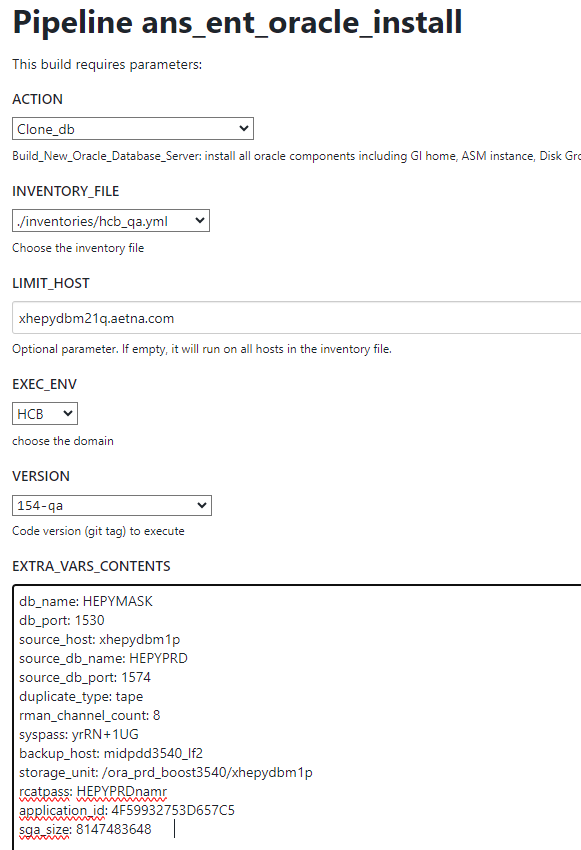 Pipeline ans_ent_oracle_install
This build requires parameters:
ACTION
Clone_db
Build_New_Oracle_Database_Server: install all oracle components including GI home, ASM instance, Disk Gro
INVENTORY_FILE
./inventories/hcb_qa.yml
Choose the inventory file
LIMIT_HOST
xhepydbm21q.aetna.com
Optional parameter. If empty, it will run on all hosts in the inventory file.
EXEC_ENV
HCB
choose the domain
VERSION
154-qa
Code version (git tag) to execute
EXTRA_VARS_CONTENTS
db_name: HEPYMASK
db_port: 1530
source_host: xhepydbm1p
source_db_name: HEPYPRD
source_db_port: 1574
duplicate_type: tape
rman_channel_count: 8
syspass: yrRN+1UG
backup_host: midpdd3540_lf2
storage_unit: /ora_prd_boost3540/xhepydbm1p
rcatpass: HEPYPRDnamr
application_id: 4F59932753D657C5
sga_size: 8147483648